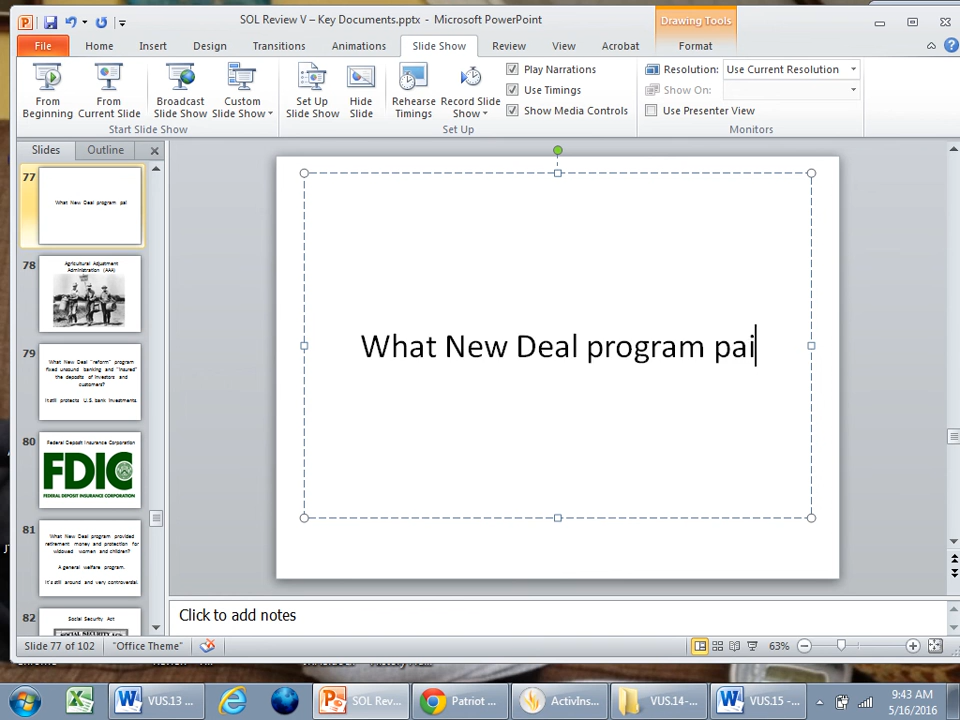 SOL Review V – Key Documents.pptx - Microsoft PowerPoint
Drawing Tools
File Home Insert Design Transitions Animations Slide Show Review View Acrobat Format
From Beginning
From Current Slide
Broadcast Slide Show
Custom Slide Show
Set Up Slide Show
Hide Slide
Rehearse Timings
Record Slide Show
Play Narrations
Use Timings
Show Media Controls
Resolution: Use Current Resolution
Show On:
Use Presenter View
Start Slide Show
Set Up
Monitors
Slides Outline
77
What New Deal program pai
78
Agricultural Adjustment
Administration (AAA)
79
What New Deal "reform" program
fixed unsound banking and "insured"
the deposits of investors and
customers?
It still protects U.S. bank investments.
80
Federal Deposit Insurance Corporation
FDIC
FEDERAL DEPOSIT INSURANCE CORPORATION
81
What New Deal program provided
retirement money and protection for
widowed women and children?
A general welfare program.
It's still around and very controversial.
82
Social Security Act
What New Deal program pai
Click to add notes
Slide 77 of 102
"Office Theme"
63%
VUS.13 ...
SOL Rev...
Patriot ...
ActivIns...
VUS.14-...
VUS.15 -...
9:43 AM
5/16/2016